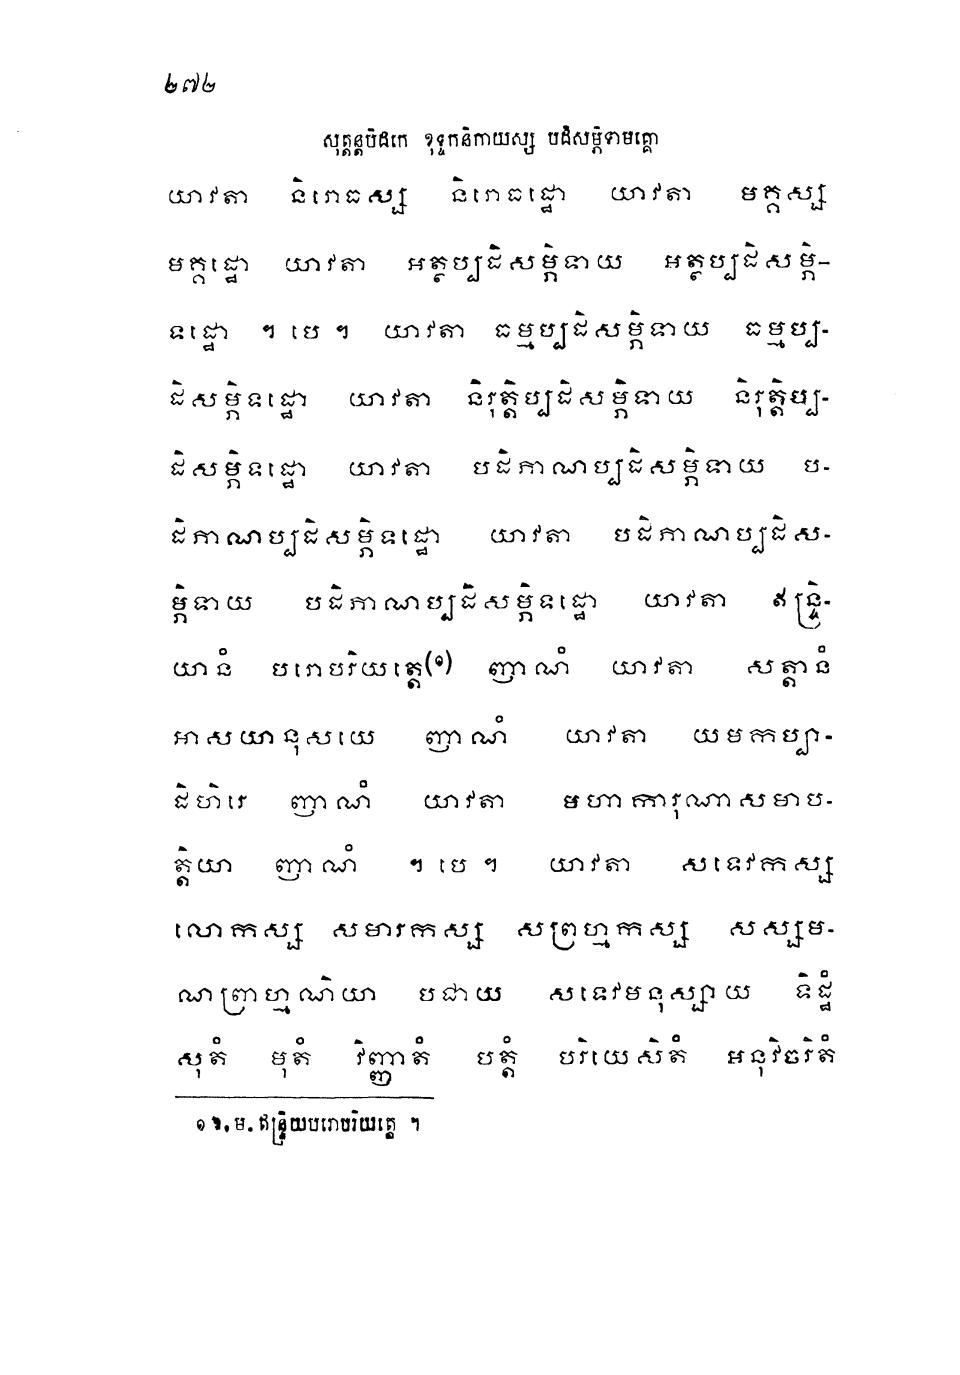 ២៧២
សុត្តន្តបិដកេ ខុទ្ទកនិកាយស្ស បដិសម្ភិទាមគ្គោ
យាវតា និរោធស្ស និរោធដ្ឋោ យាវតា មគ្គស្ស
មគ្គដ្ឋោ យាវតា អត្ថប្បដិសម្ភិទាយ អត្ថប្បដិសម្ភិ-
ទដ្ឋោ ។ បេ ។ យាវតា ធម្មប្បដិសម្ភិទាយ ធម្មប្ប-
ដិសម្ភិទដ្ឋោ យាវតា និរុត្តិប្បដិសម្ភិទាយ និរុត្តិប្ប-
ដិសម្ភិទដ្ឋោ យាវតា បដិភាណប្បដិសម្ភិទាយ ប-
ដិភាណប្បដិសម្ភិទដ្ឋោ យាវតា បដិភាណប្បដិស-
ម្ភិទាយ បដិភាណប្បដិសម្ភិទដ្ឋោ យាវតា ឥន្ទ្រិ-
យានំ បរោបរិយត្តេ(១) ញាណំ យាវតា សត្តានំ
អាសយានុសយេ ញាណំ យាវតា យមកប្បា-
ដិហិរេ ញាណំ យាវតា មហាការុណាសមាប-
ត្តិយា ញាណំ ។ បេ ។ យាវតា សទេវកស្ស
លោកស្ស សមារកស្ស សព្រហ្មកស្ស សស្សម-
ណព្រាហ្មណិយា បជាយ សទេវមនុស្សាយ ទិដ្ឋំ
សុតំ មុតំ វិញ្ញាតំ បត្តំ បរិយេសិតំ អនុវិចរិតំ
១ ឱ.ម. ឥន្ទ្រិយបរោបរិយត្តេ ។